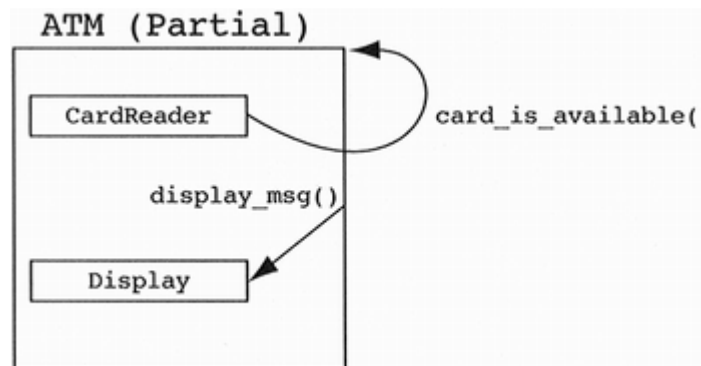 ATM (Partial)
CardReader
card_is_available(
display_msg()
Display